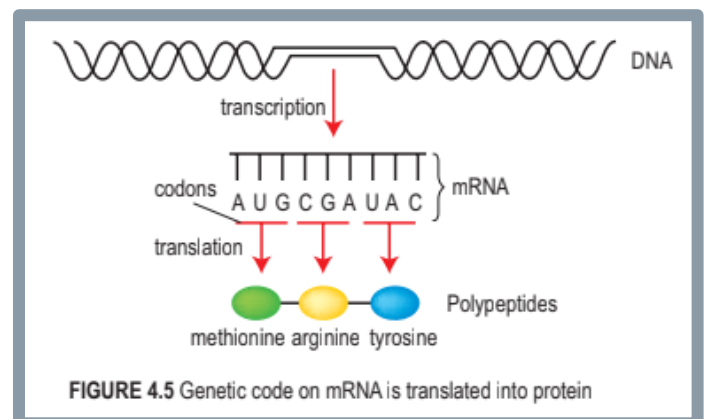 DNA
transcription
codons
A U G C G A U A C
mRNA
translation
Polypeptides
methionine arginine tyrosine
FIGURE 4.5 Genetic code on mRNA is translated into protein